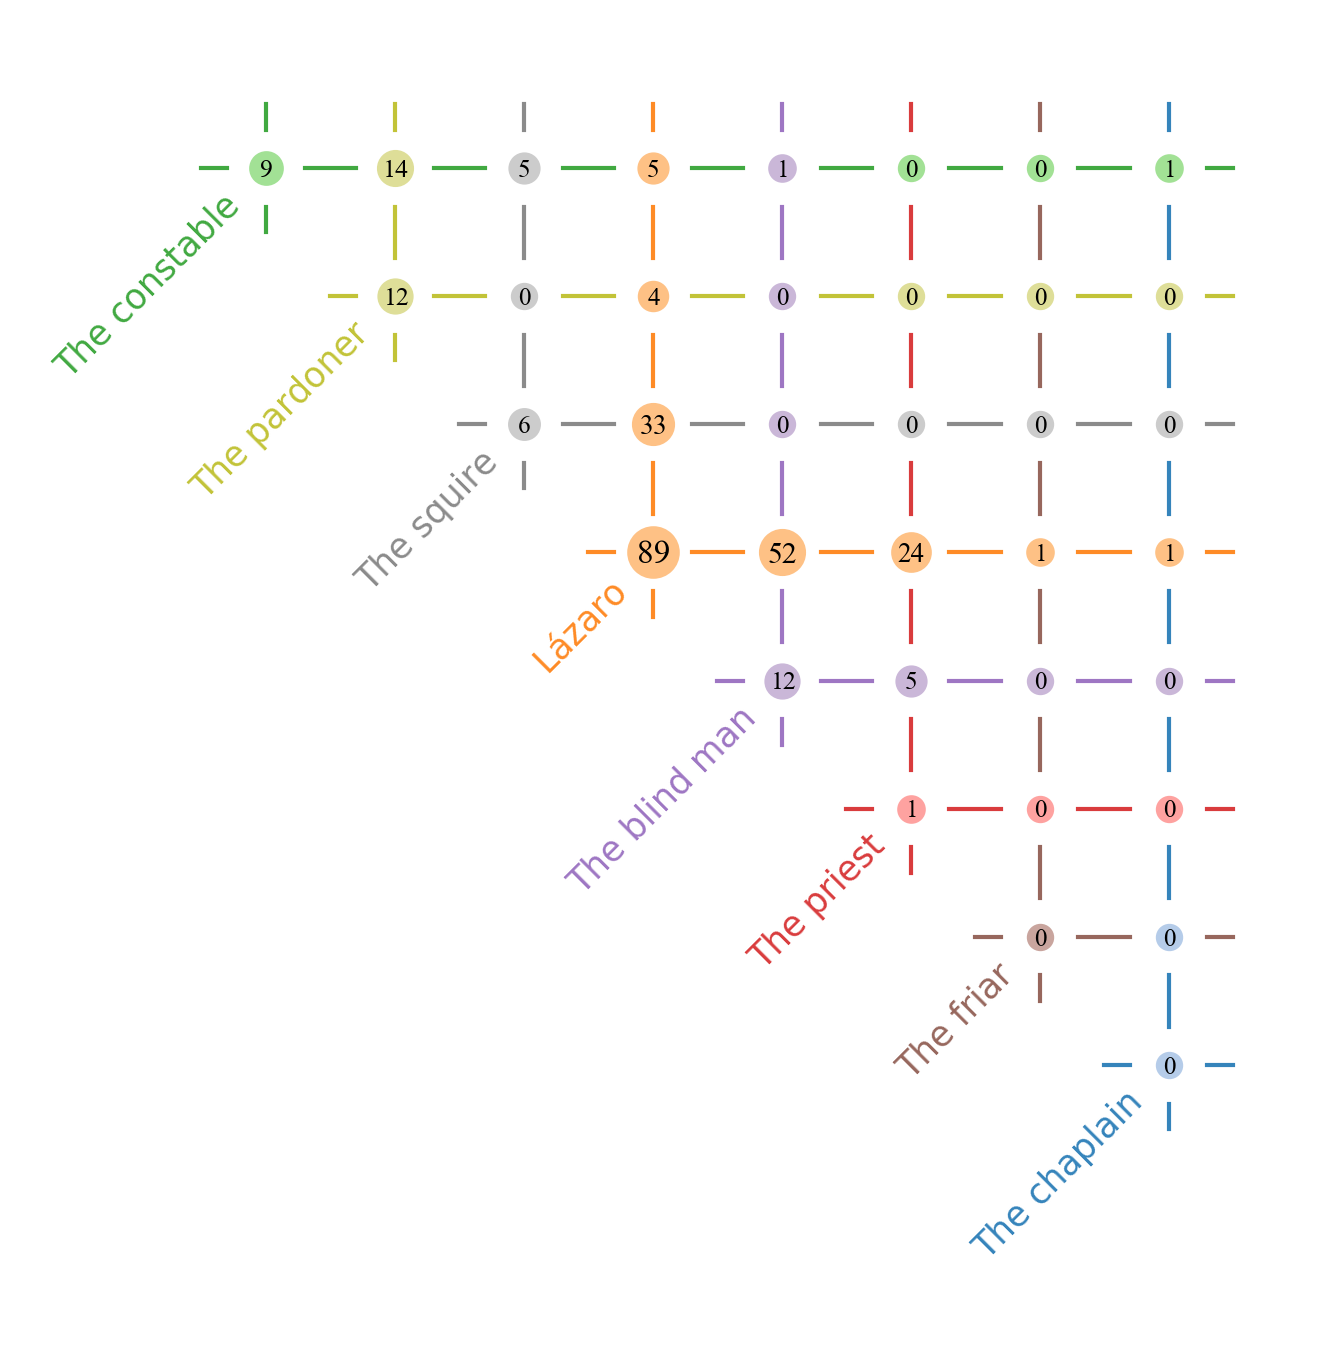 9 14 5 5 1 0 0 1
The constable
12 0 4 0 0 0 0
The pardoner
6 33 0 0 0 0
The squire
89 52 24 1 1
Lázaro
12 5 0 0
The blind man
1 0 0
The priest
0 0
The friar
0
The chaplain